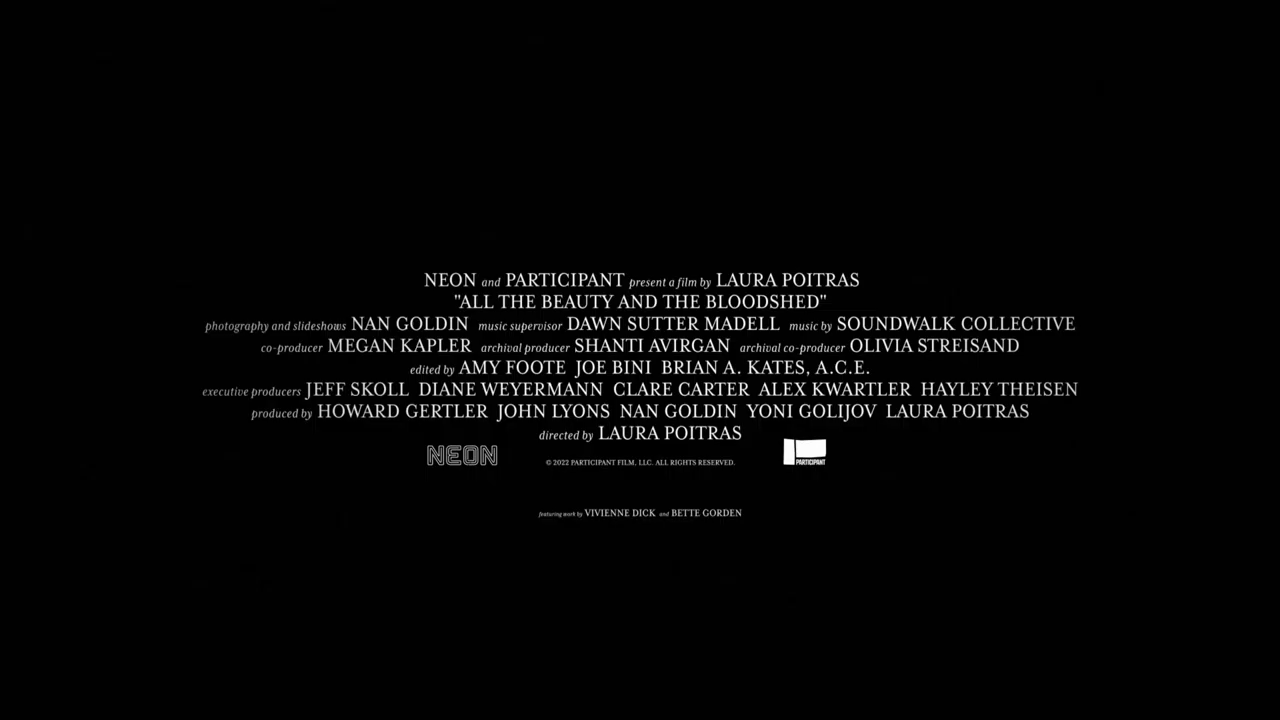 NEON and PARTICIPANT present a film by LAURA POITRAS
"ALL THE BEAUTY AND THE BLOODSHED"
photography and slideshows NAN GOLDIN music supervisor DAWN SUTTER MADELL music by SOUNDWALK COLLECTIVE
co-producer MEGAN KAPLER archival producer SHANTI AVIRGAN archival co-producer OLIVIA STREISAND
edited by AMY FOOTE JOE BINI BRIAN A. KATES, A.C.E.
executive producers JEFF SKOLL DIANE WEYERMANN CLARE CARTER ALEX KWARTLER HAYLEY THEISEN
produced by HOWARD GERTLER JOHN LYONS NAN GOLDIN YONI GOLIJOV LAURA POITRAS
directed by LAURA POITRAS
NEON © 2022 PARTICIPANT FILM, LLC. ALL RIGHTS RESERVED. PARTICIPANT
featuring work by VIVIENNE DICK and BETTE GORDEN